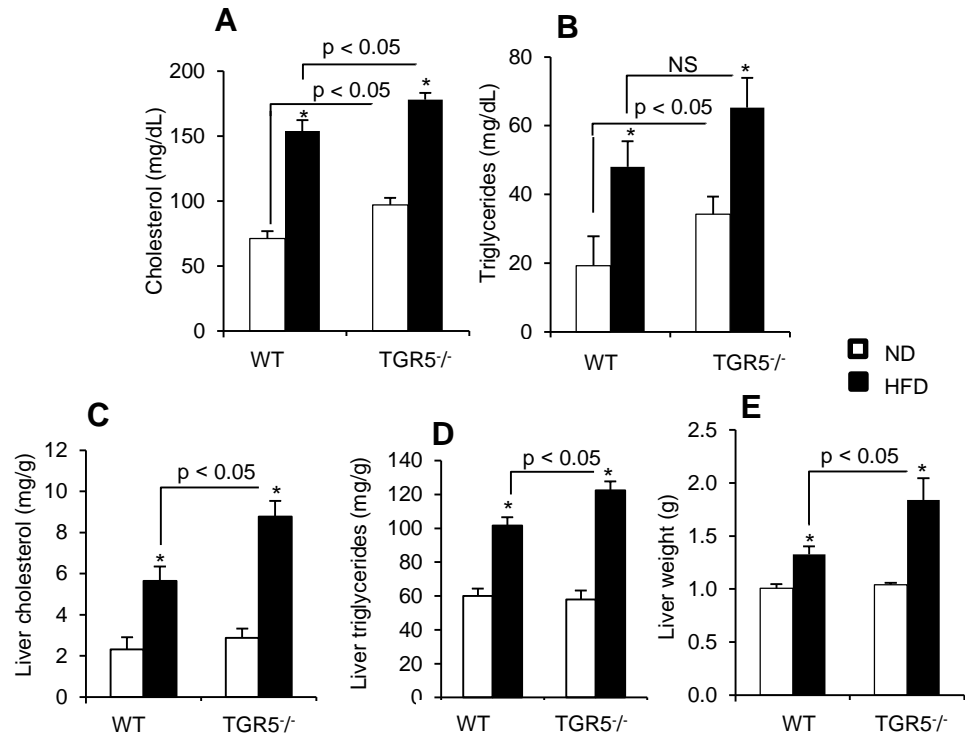 A
p < 0.05
p < 0.05
Cholesterol (mg/dL)
200
150
100
50
0
*
*
WT
TGR5-/-
B
NS
p < 0.05
Triglycerides (mg/dL)
80
60
40
20
0
*
*
WT
TGR5-/-
ND
HFD
C
p < 0.05
Liver cholesterol (mg/g)
12
10
8
6
4
2
0
*
*
WT
TGR5-/-
D
p < 0.05
Liver triglycerides (mg/g)
140
120
100
80
60
40
20
0
*
*
WT
TGR5-/-
E
p < 0.05
Liver weight (g)
2.5
2.0
1.5
1.0
0.5
0.0
*
*
WT
TGR5-/-